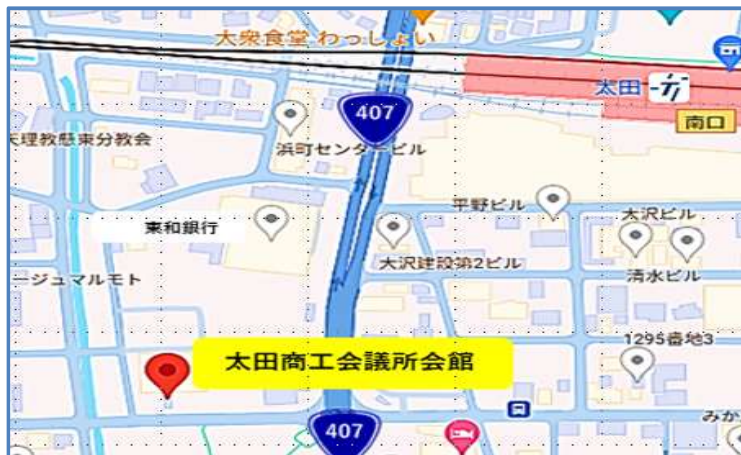 大衆食堂 わっしょい
407
太田
南口
天理教懸東分教会
浜町センタービル
平野ビル
大沢ビル
東和銀行
大沢建設第2ビル
清水ビル
ージュマルモト
1295番地3
太田商工会議所会館
みか
407